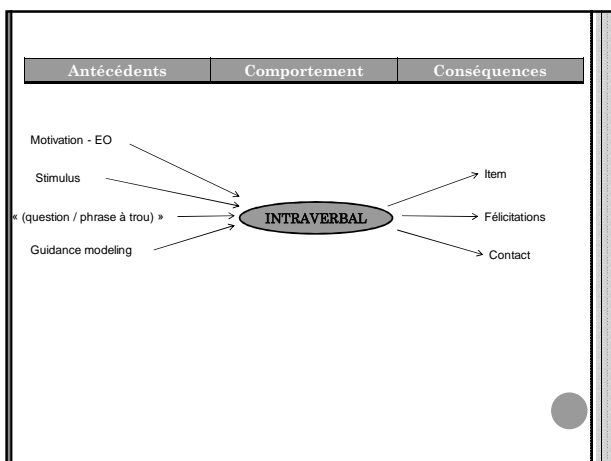 Antécédents Comportement Conséquences
Motivation - EO
Stimulus
« (question / phrase à trou) »
Guidance modeling
INTRAVERBAL
Item
Félicitations
Contact